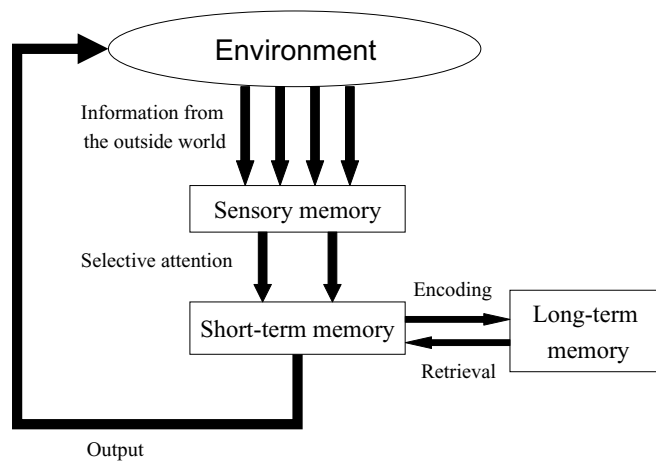 Environment
Information from
the outside world
Sensory memory
Selective attention
Short-term memory
Encoding
Long-term
memory
Retrieval
Output